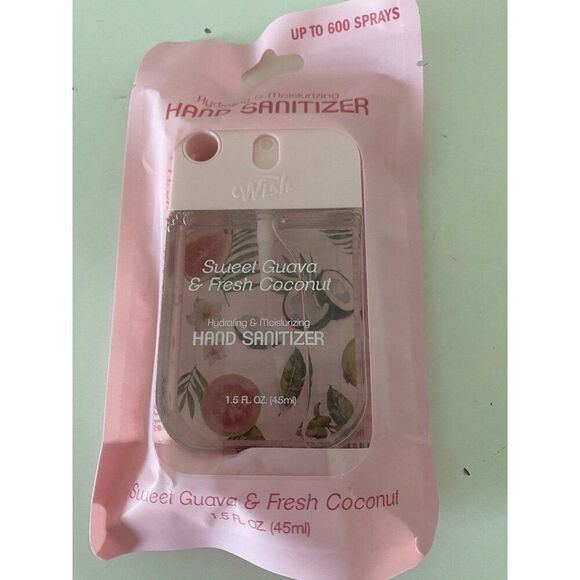 UP TO 600 SPRAYS
Hydrating & Moisturizing
HAND SANITIZER
Wish
Sweet Guava
& Fresh Coconut
Hydrating & Moisturizing
HAND SANITIZER
1.5 FL. OZ. (45ml)
Sweet Guava & Fresh Coconut
1.5 FL. OZ. (45ml)